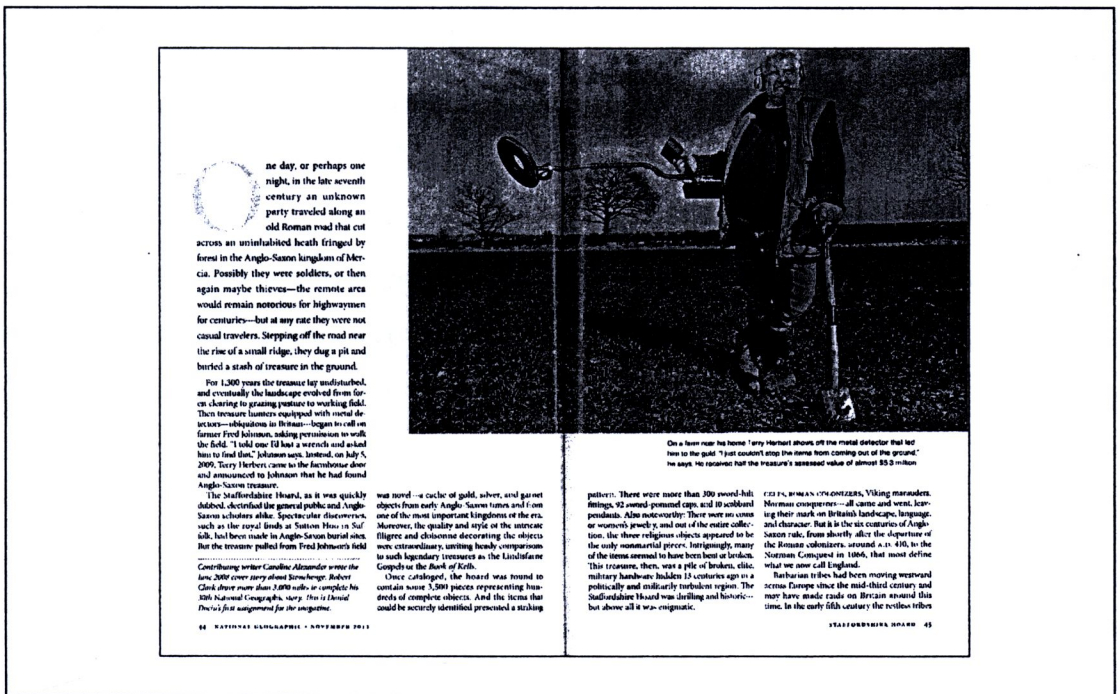 One day, or perhaps one
night, in the late seventh
century an unknown
party traveled along an
old Roman road that cut
across an uninhabited heath fringed by
forest in the Anglo-Saxon kingdom of Mer-
cia. Possibly they were soldiers, or then
again maybe thieves—the remote area
would remain notorious for highwaymen
for centuries—but at any rate they were not
casual travelers. Stepping off the road near
the rise of a small ridge, they dug a pit and
buried a stash of treasure in the ground.
For 1,300 years the treasure lay undisturbed,
and eventually the landscape evolved from for-
est clearing to grazing pasture to working field.
Then treasure hunters equipped with metal de-
tectors—ubiquitous in Britain—began to call on
farmer Fred Johnson, asking permission to walk
the field. "I told one I'd lost a wrench and asked
him to find that," Johnson says. Instead, on July 5,
2009, Terry Herbert came to the farmhouse door
and announced to Johnson that he had found
Anglo-Saxon treasure.
The Staffordshire Hoard, as it was quickly
dubbed, electrified the general public and Anglo-
Saxon scholars alike. Spectacular discoveries,
such as the royal finds at Sutton Hoo in Suf-
folk, had been made in Anglo-Saxon burial sites.
But the treasure pulled from Fred Johnson's field
Contributing writer Caroline Alexander wrote the
June 2008 cover story about Stonehenge. Robert
Clark drove more than 3,000 miles to complete his
30th National Geographic story. This is Daniel
Dociu's first assignment for the magazine.
was novel—a cache of gold, silver, and garnet
objects from early Anglo-Saxon times and from
one of the most important kingdoms of the era.
Moreover, the quality and style of the intricate
filigree and cloisonné decorating the objects
were extraordinary, inviting heady comparisons
to such legendary treasures as the Lindisfarne
Gospels or the Book of Kells.
Once cataloged, the hoard was found to
contain some 3,500 pieces representing hun-
dreds of complete objects. And the items that
could be securely identified presented a striking
44 NATIONAL GEOGRAPHIC • NOVEMBER 2011
On a farm near his home Terry Herbert shows off the metal detector that led
him to the gold. "I just couldn't stop the items from coming out of the ground,"
he says. He received half the treasure's assessed value of almost $5.3 million
pattern. There were more than 300 sword-hilt
fittings, 92 sword-pommel caps, and 10 scabbard
pendants. Also noteworthy: There were no coins
or women's jewelry, and out of the entire collec-
tion, the three religious objects appeared to be
the only nonmartial pieces. Intriguingly, many
of the items seemed to have been bent or broken.
This treasure, then, was a pile of broken, elite,
military hardware hidden 13 centuries ago in a
politically and militarily turbulent region. The
Staffordshire Hoard was thrilling and historic—
but above all it was enigmatic.
CELTS, ROMAN COLONIZERS, Viking marauders,
Norman conquerors—all came and went, leav-
ing their mark on Britain's landscape, language,
and character. But it is the six centuries of Anglo-
Saxon rule, from shortly after the departure of
the Roman colonizers, around A.D. 410, to the
Norman Conquest in 1066, that most define
what we now call England.
Barbarian tribes had been moving westward
across Europe since the mid-third century and
may have made raids on Britain around this
time. In the early fifth century the restless tribes
STAFFORDSHIRE HOARD 45